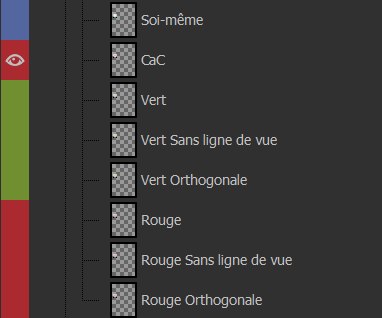 Soi-même
CaC
Vert
Vert Sans ligne de vue
Vert Orthogonale
Rouge
Rouge Sans ligne de vue
Rouge Orthogonale